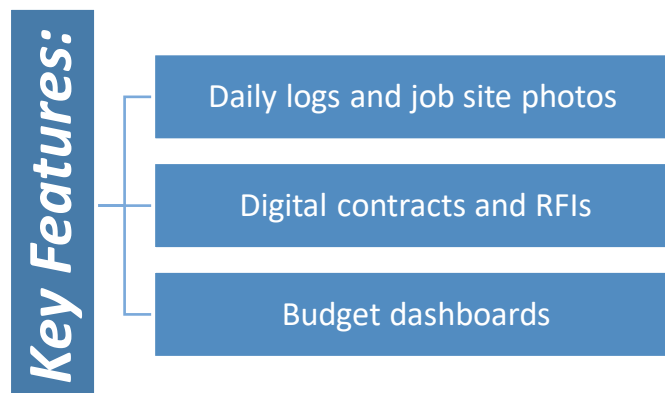 Key Features:
Daily logs and job site photos
Digital contracts and RFIs
Budget dashboards